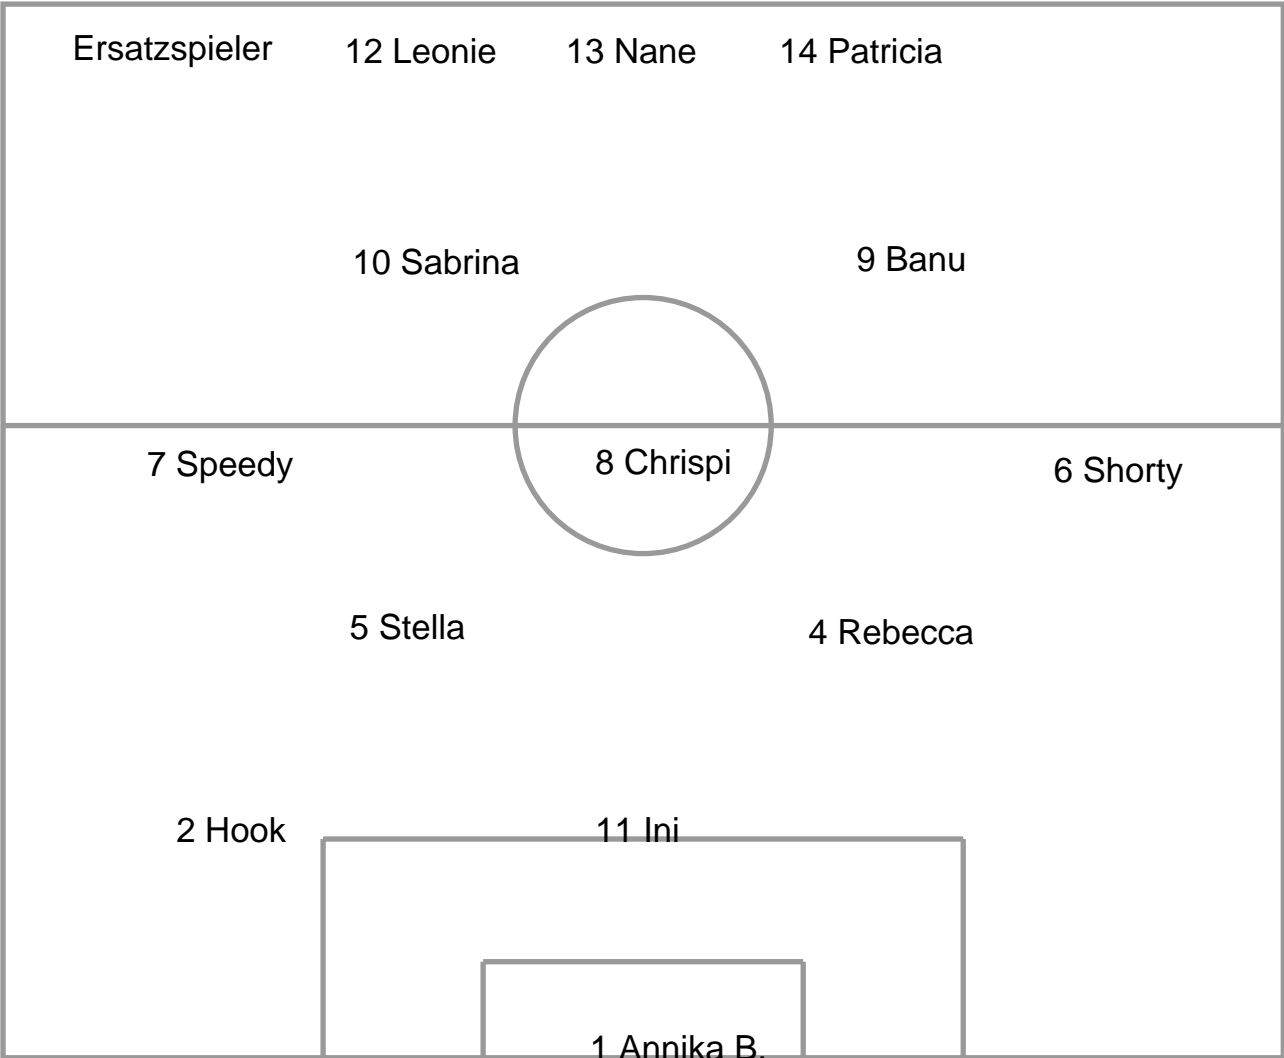 Ersatzspieler 12 Leonie 13 Nane 14 Patricia
10 Sabrina 9 Banu
7 Speedy 8 Chrispi 6 Shorty
5 Stella 4 Rebecca
2 Hook 11 Ini
1 Annika B.